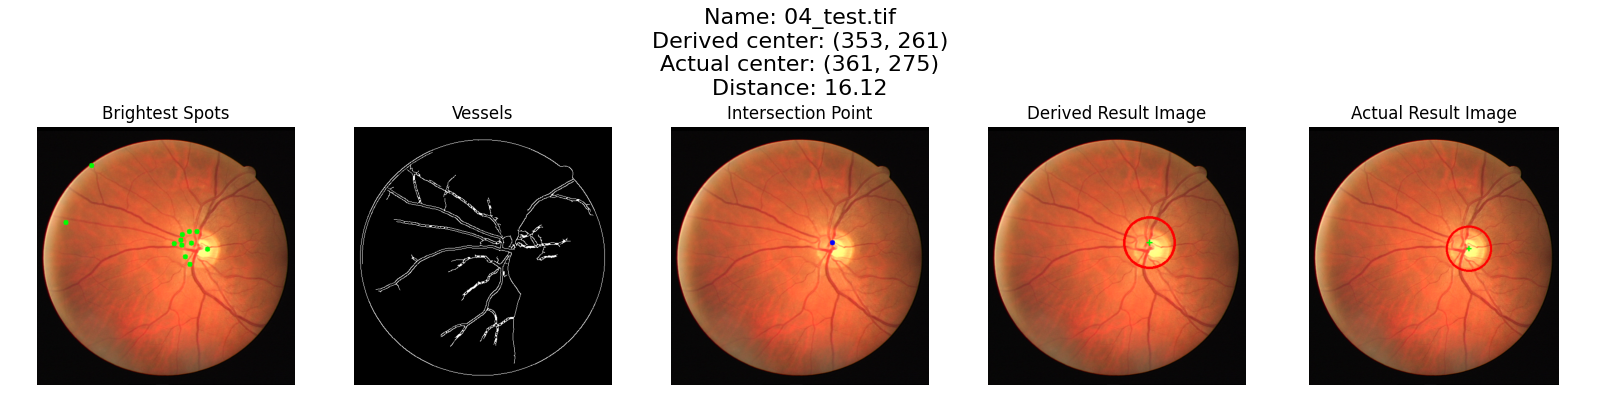 Name: 04_test.tif
Derived center: (353, 261)
Actual center: (361, 275)
Distance: 16.12
Brightest Spots
Vessels
Intersection Point
Derived Result Image
Actual Result Image